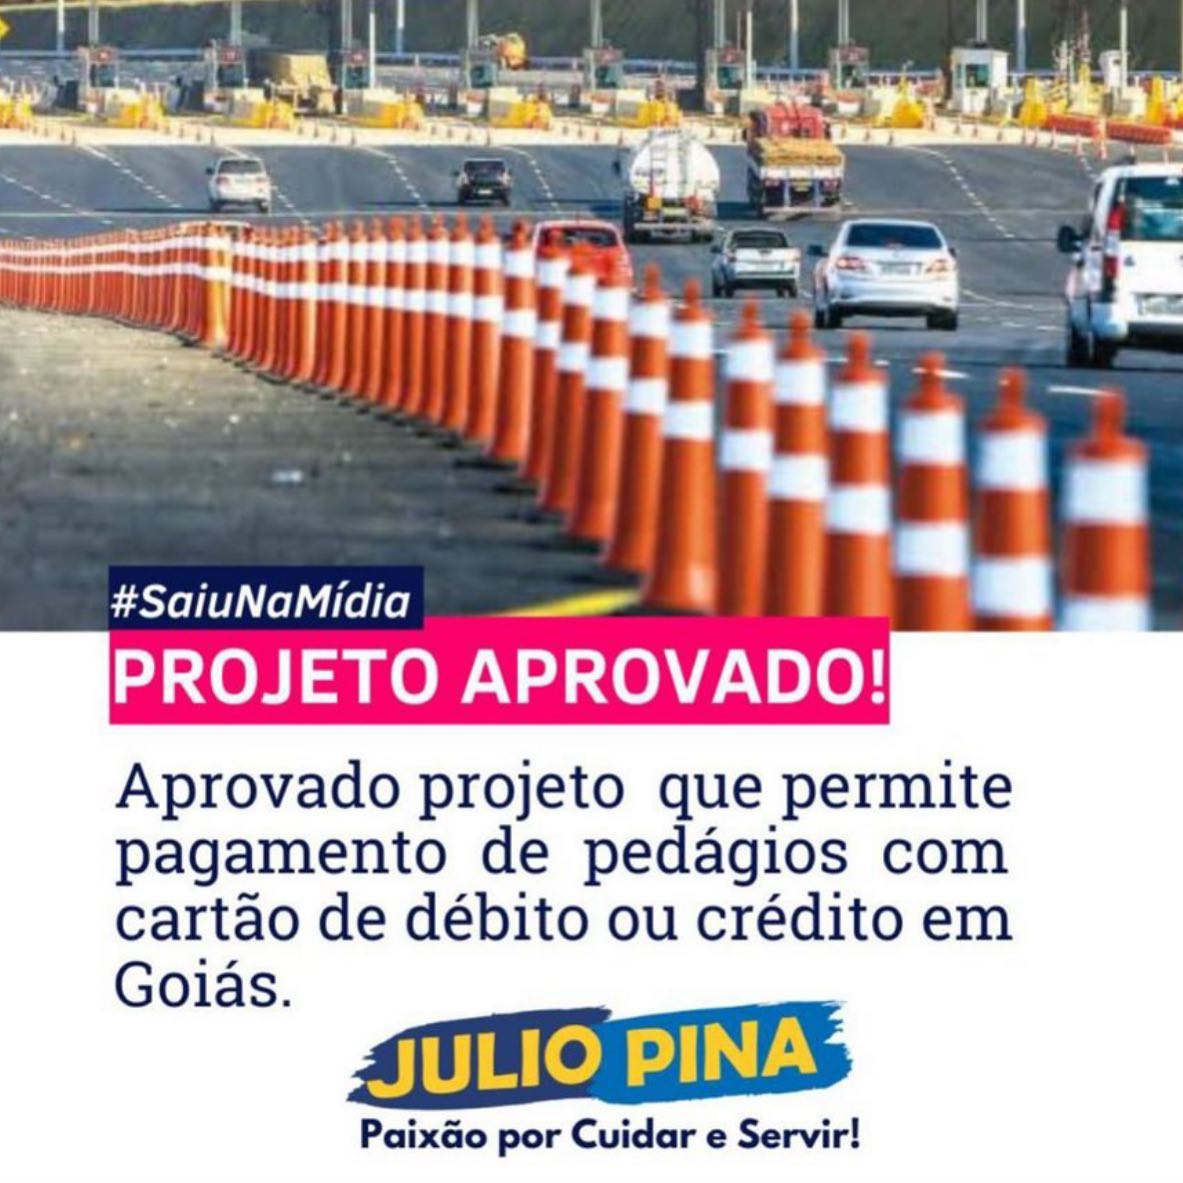 #SaiuNaMídia
PROJETO APROVADO!
Aprovado projeto que permite
pagamento de pedágios com
cartão de débito ou crédito em
Goiás.
JULIO PINA
Paixão por Cuidar e Servir!